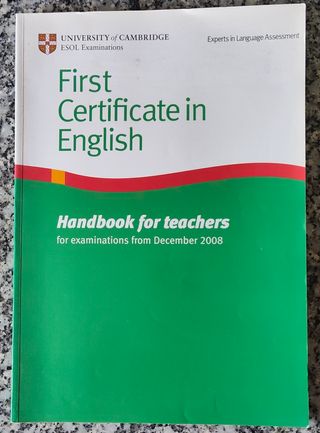 UNIVERSITY of CAMBRIDGE
ESOL Examinations
Experts in Language Assessment
First
Certificate in
English
Handbook for teachers
for examinations from December 2008